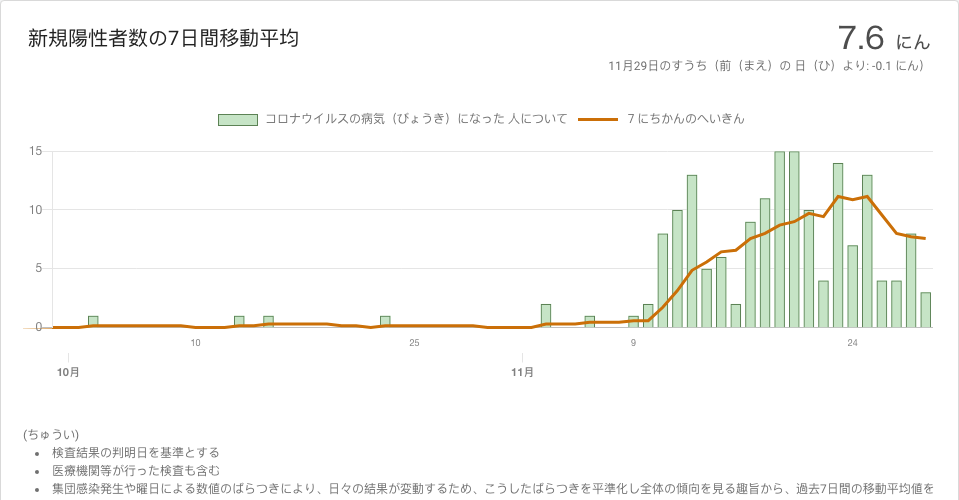 新規陽性者数の7日間移動平均
7.6 にん
11月29日のすうち（前（まえ）の 日（ひ）より: -0.1 にん）
コロナウイルスの病気（びょうき）になった 人について
7 にちかんのへいきん
15
10
5
0
10
25
9
24
10月
11月
(ちゅうい)
• 検査結果の判明日を基準とする
• 医療機関等が行った検査も含む
• 集団感染発生や曜日による数値のばらつきにより、日々の結果が変動するため、こうしたばらつきを平準化し全体の傾向を見る趣旨から、過去7日間の移動平均値を